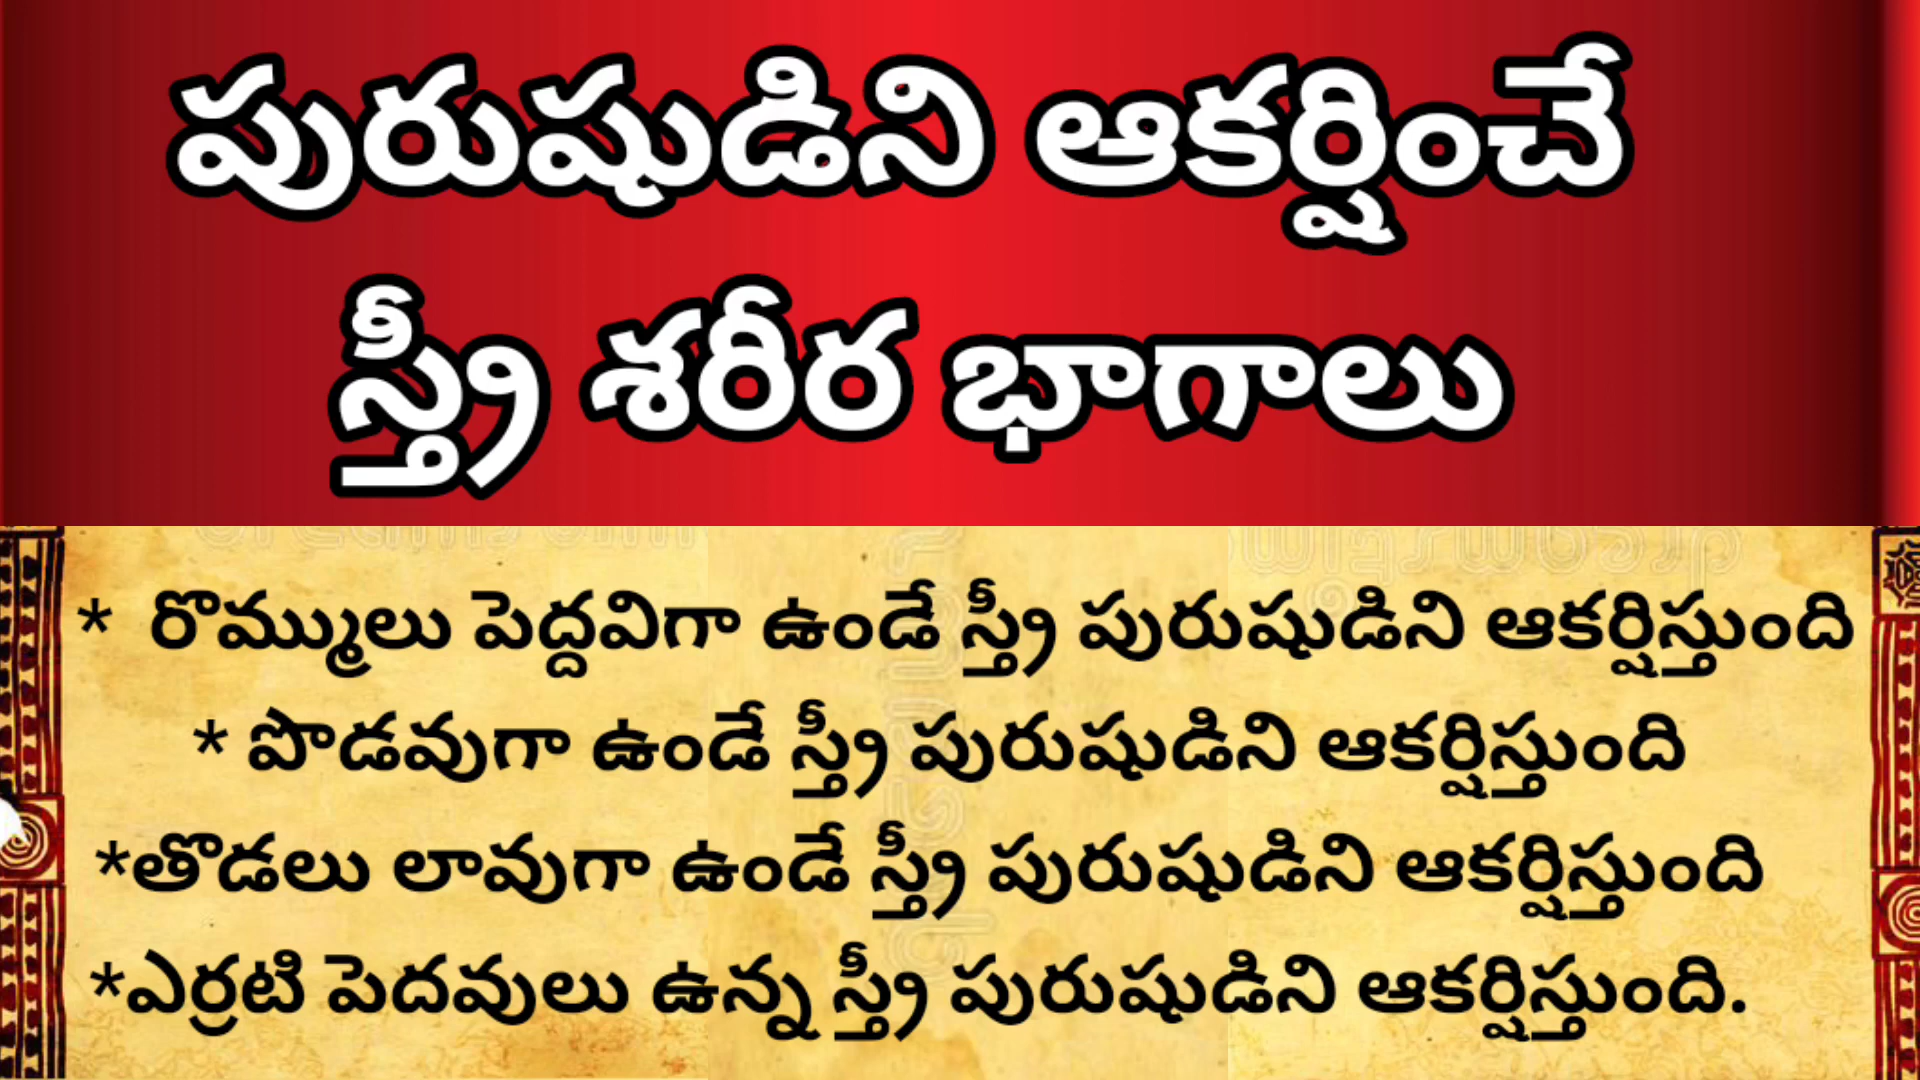 పురుషుడిని ఆకర్షించే
స్త్రీ శరీర భాగాలు
* రొమ్ములు పెద్దవిగా ఉండే స్త్రీ పురుషుడిని ఆకర్షిస్తుంది
* పొడవుగా ఉండే స్త్రీ పురుషుడిని ఆకర్షిస్తుంది
*తొడలు లావుగా ఉండే స్త్రీ పురుషుడిని ఆకర్షిస్తుంది
*ఎర్రటి పెదవులు ఉన్న స్త్రీ పురుషుడిని ఆకర్షిస్తుంది.